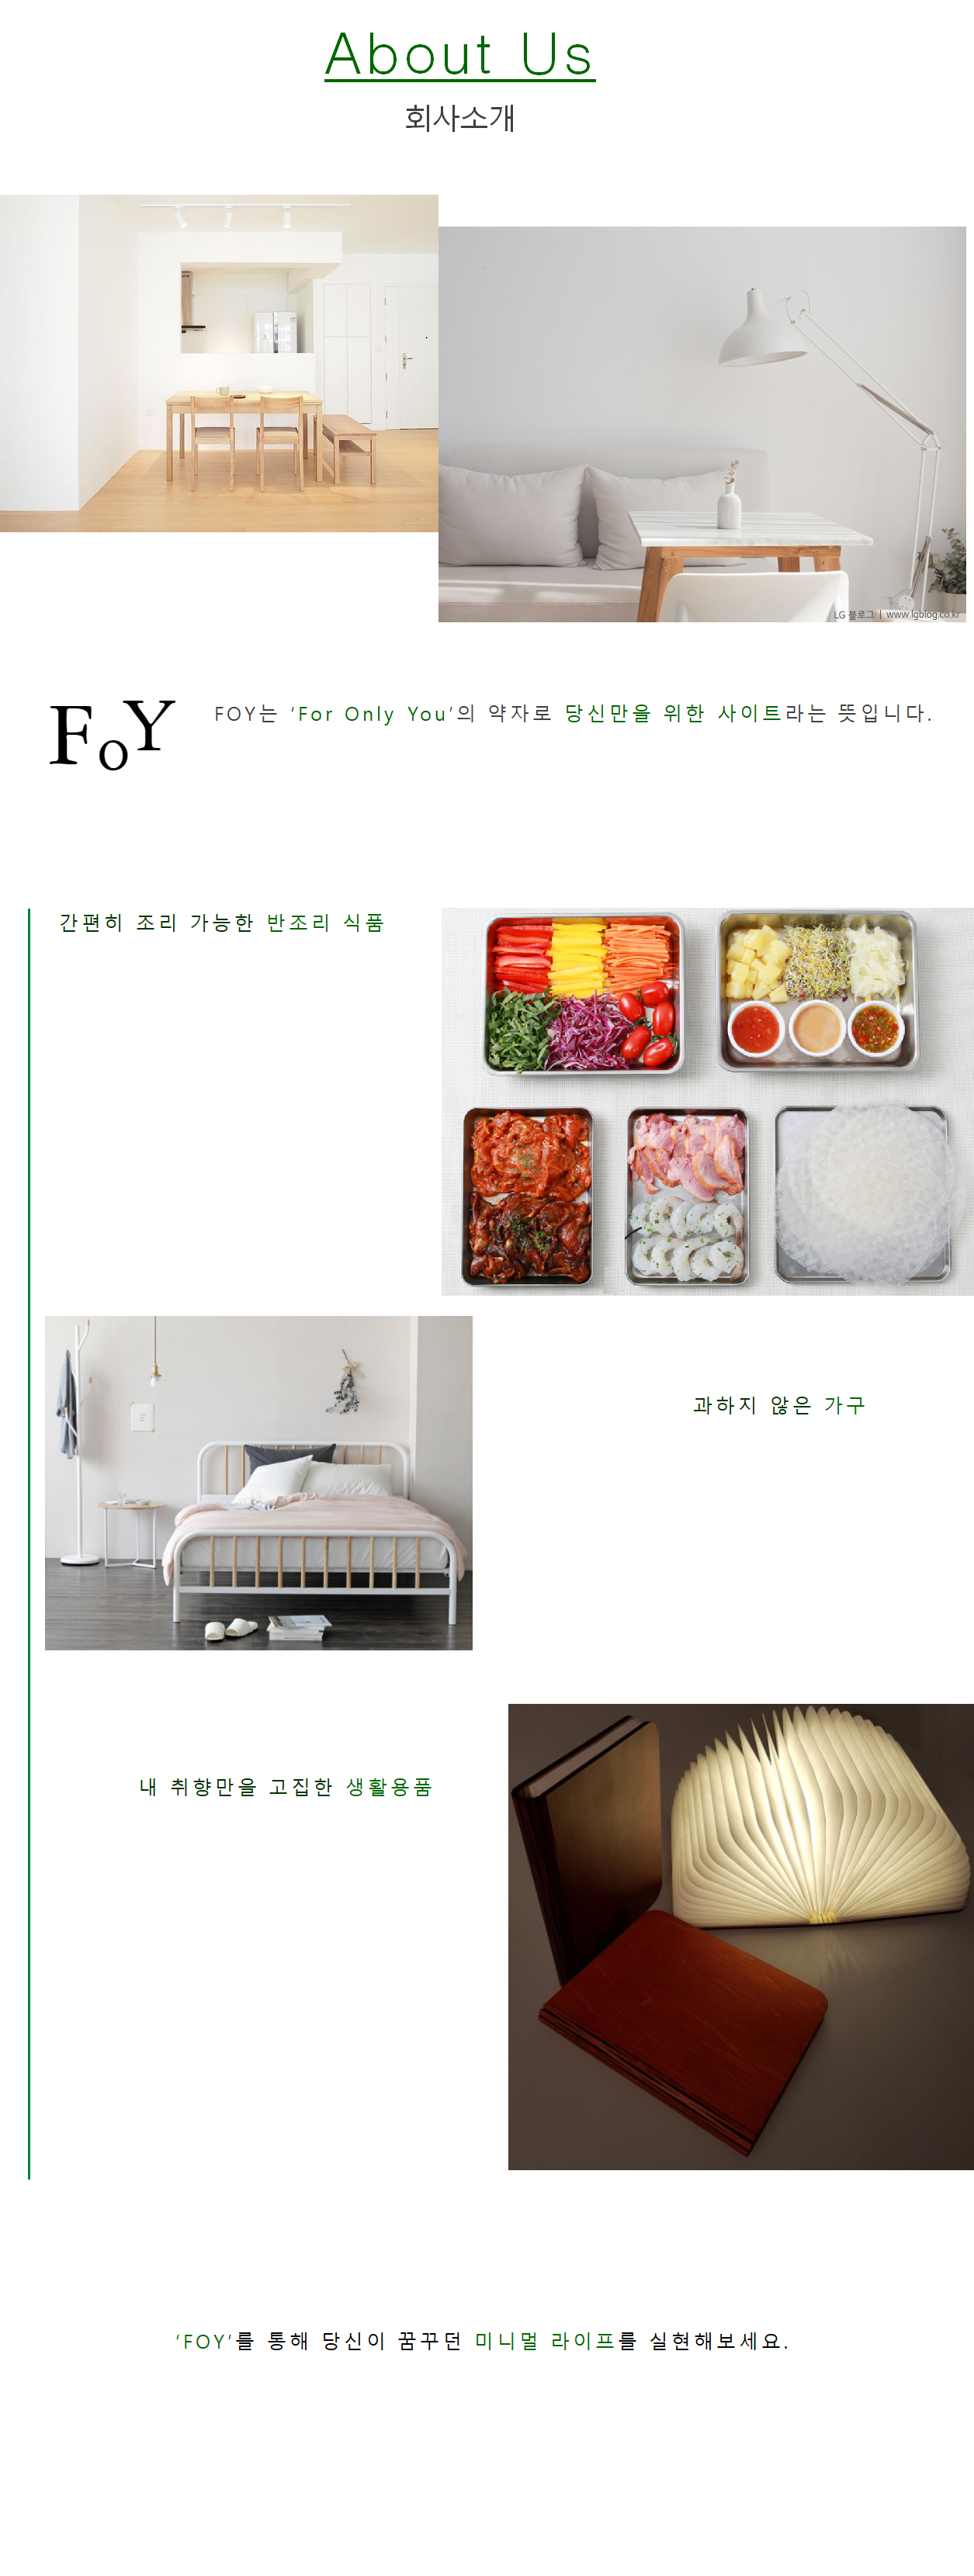 About Us
회사소개
LG 블로그 | www.lgblog.co.kr
FOY
FOY는 ‘For Only You’의 약자로 당신만을 위한 사이트라는 뜻입니다.
간편히 조리 가능한 반조리 식품
과하지 않은 가구
내 취향만을 고집한 생활용품
‘FOY’를 통해 당신이 꿈꾸던 미니멀 라이프를 실현해보세요.